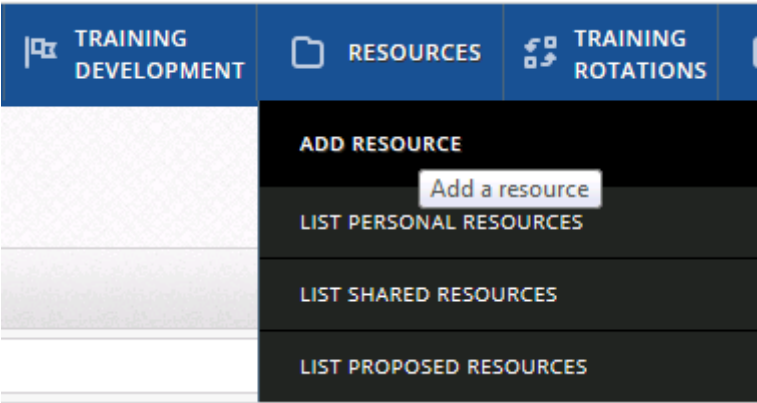 TRAINING
DEVELOPMENT
RESOURCES
TRAINING
ROTATIONS
ADD RESOURCE
Add a resource
LIST PERSONAL RESOURCES
LIST SHARED RESOURCES
LIST PROPOSED RESOURCES